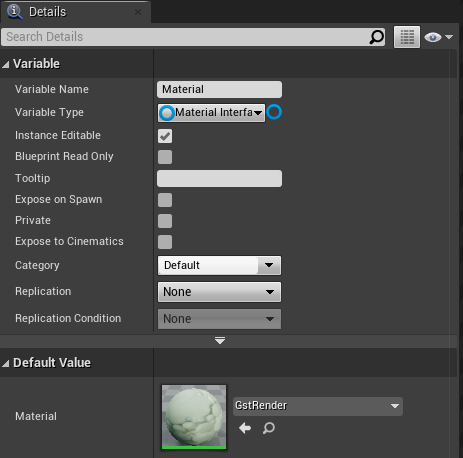 Details
Search Details
Variable
Variable Name Material
Variable Type Material Interfa
Instance Editable
Blueprint Read Only
Tooltip
Expose on Spawn
Private
Expose to Cinematics
Category Default
Replication None
Replication Condition None
Default Value
Material GstRender